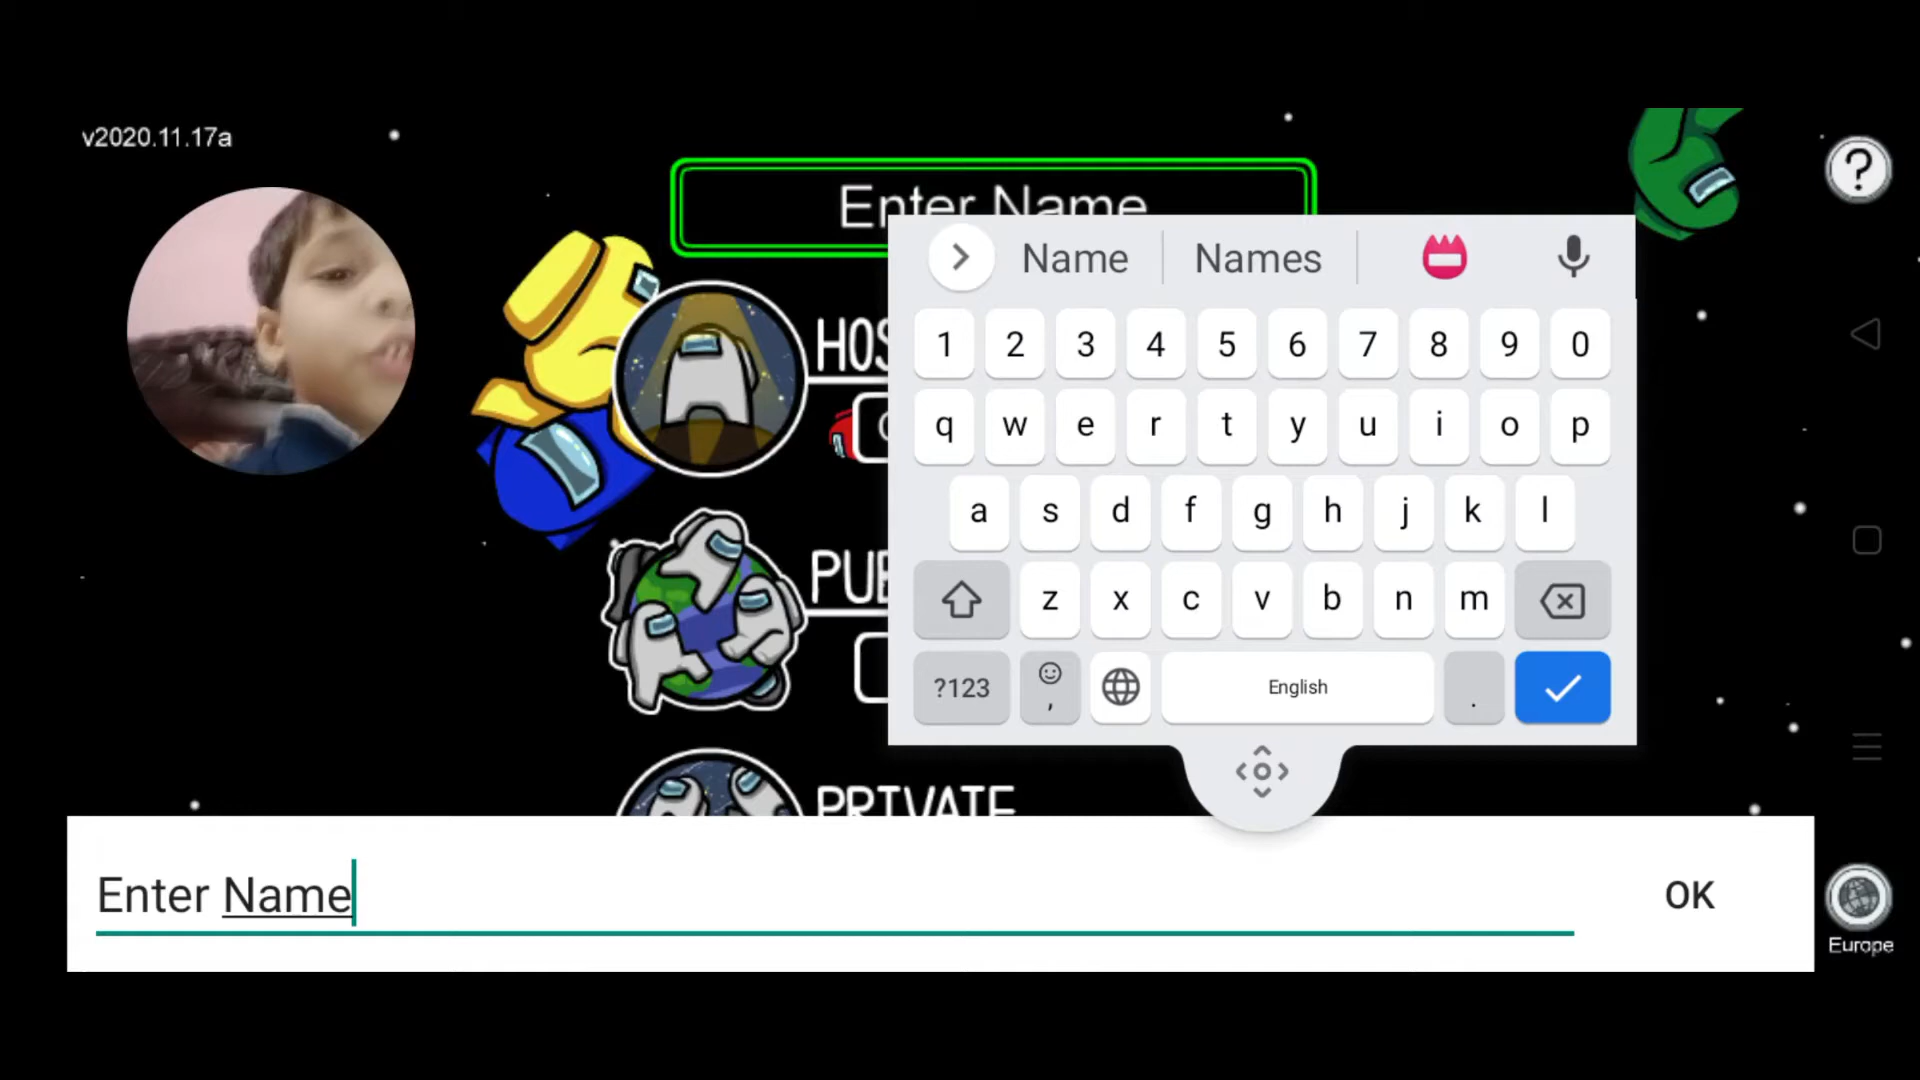 v2020.11.17a
Enter Name
Name Names
1 2 3 4 5 6 7 8 9 0
q w e r t y u i o p
a s d f g h j k l
z x c v b n m
?123 , English .
HOS
PUB
PRIVATE
Enter Name OK
?
Europe